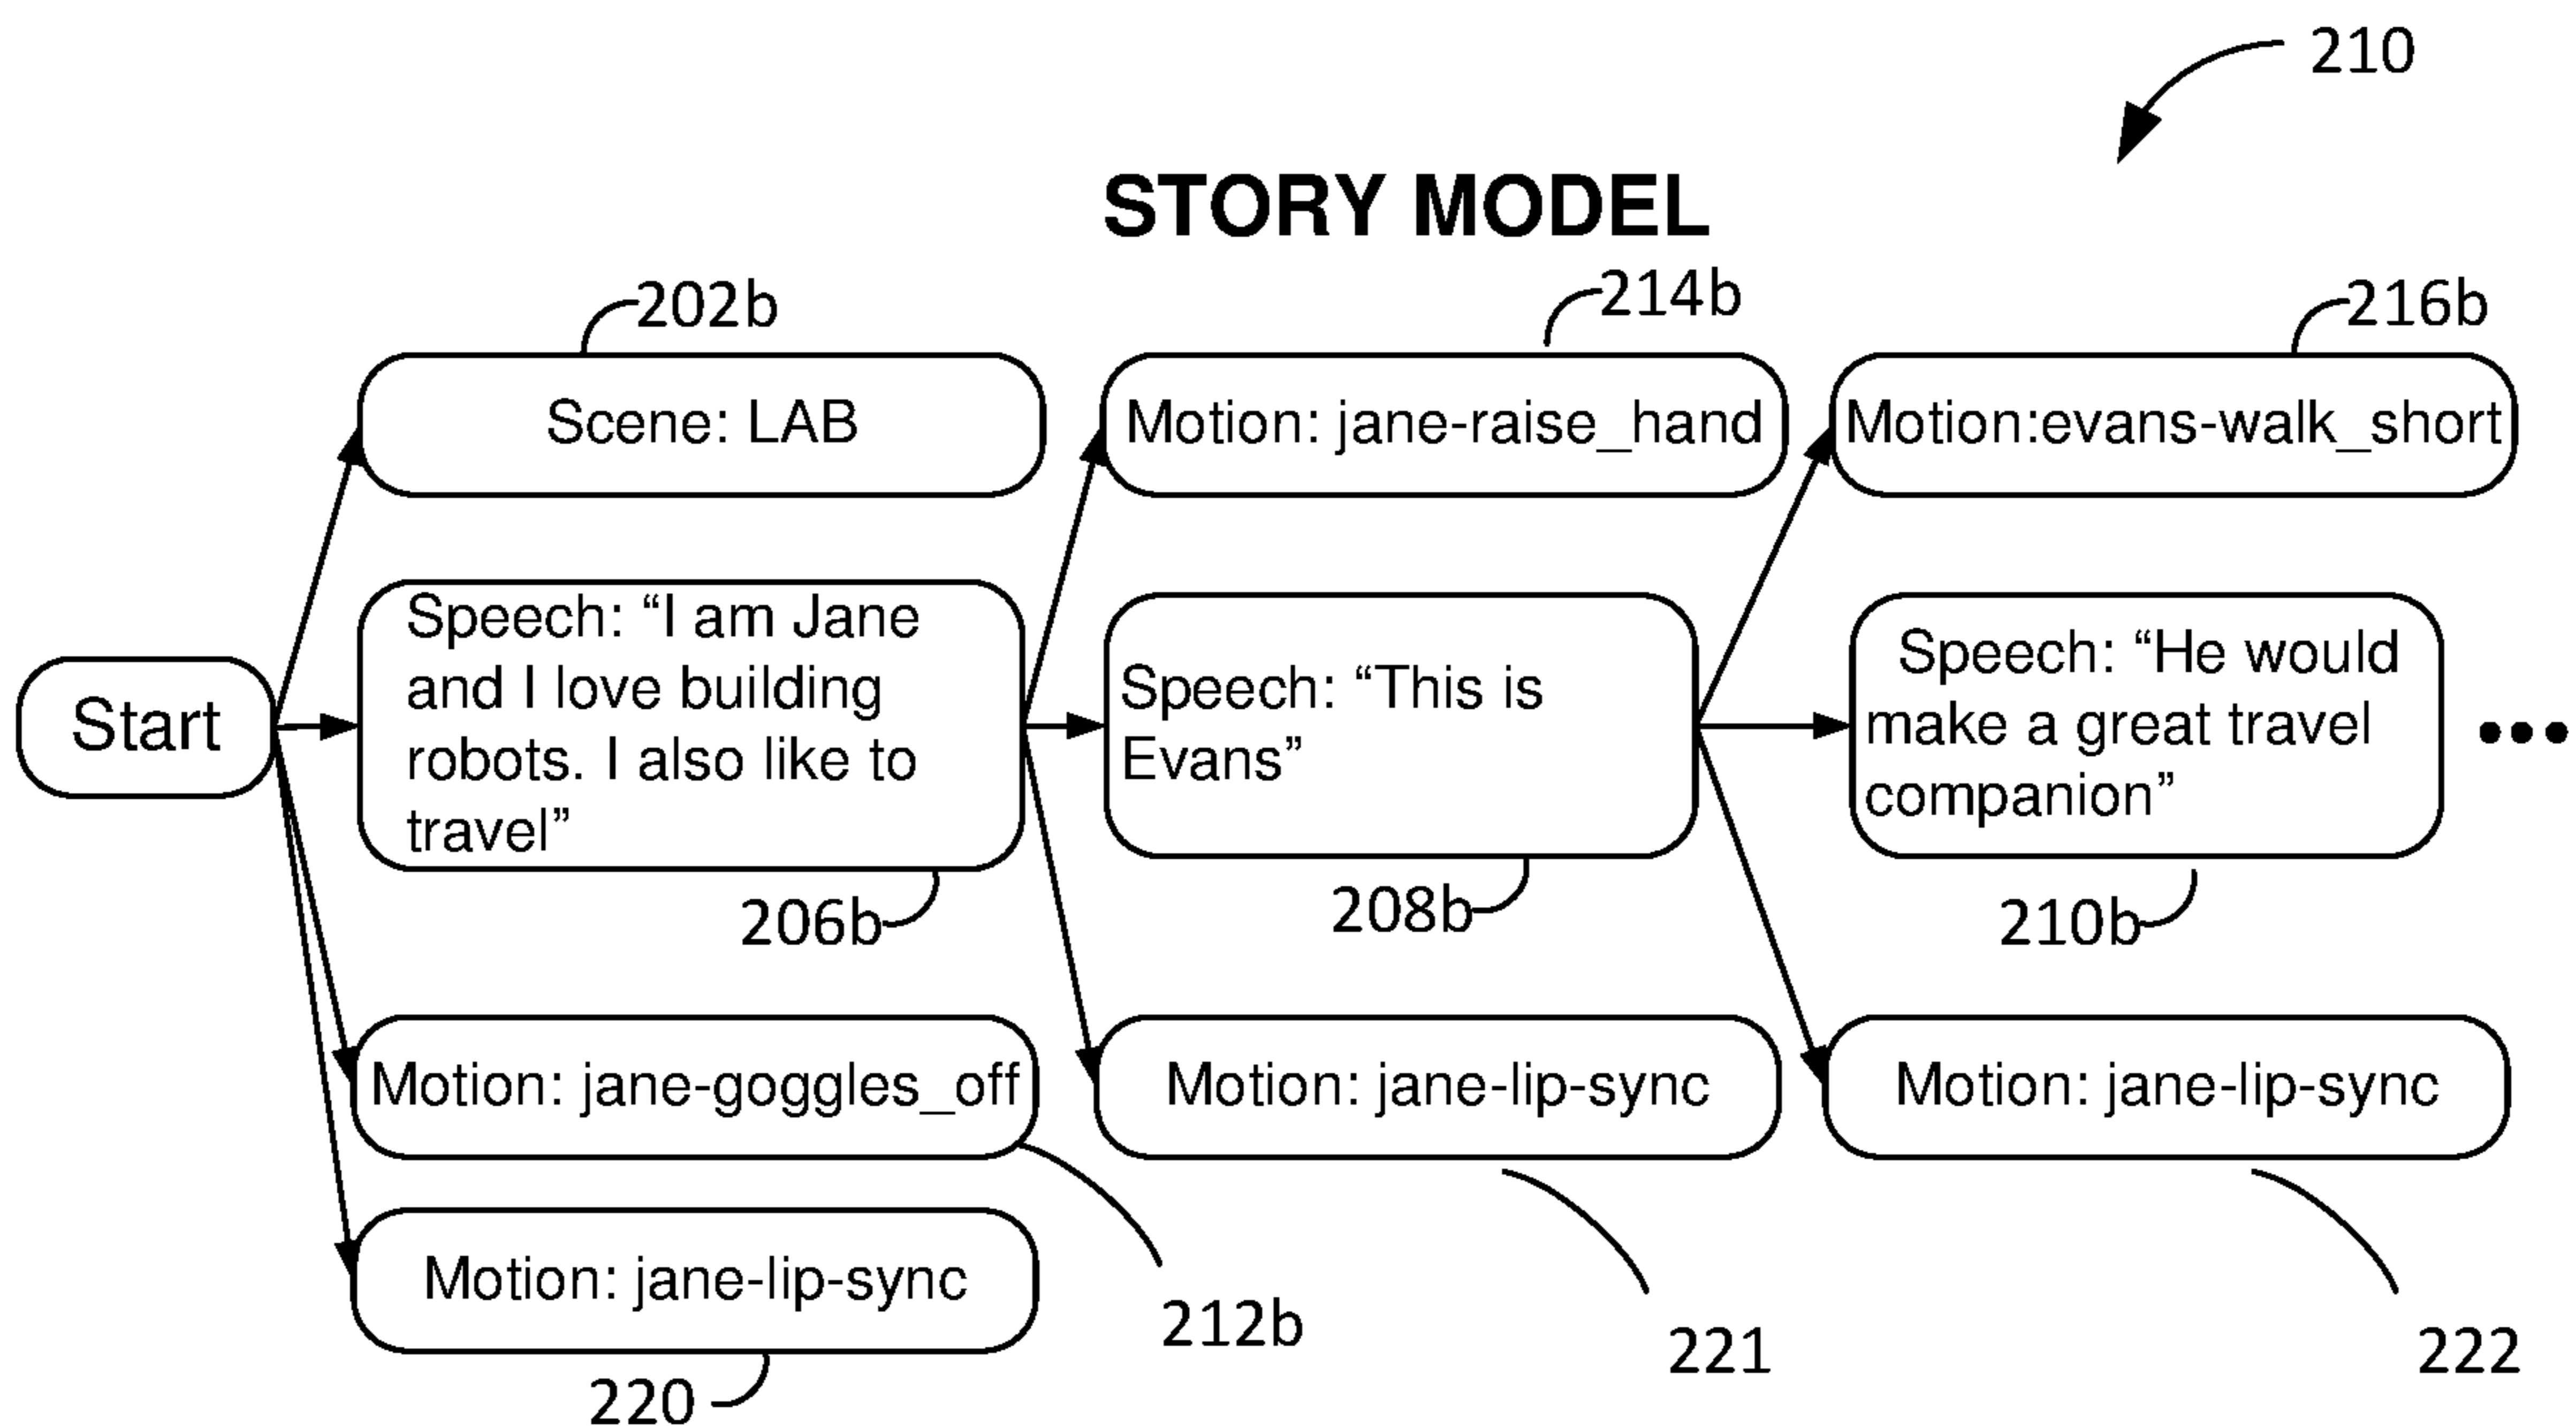 210
STORY MODEL
202b
214b
216b
Scene: LAB
Motion: jane-raise_hand
Motion:evans-walk_short
Start
Speech: “I am Jane
and I love building
robots. I also like to
travel”
Speech: “This is
Evans”
Speech: “He would
make a great travel
companion”
206b
208b
210b
Motion: jane-goggles_off
Motion: jane-lip-sync
Motion: jane-lip-sync
Motion: jane-lip-sync
212b
221
222
220